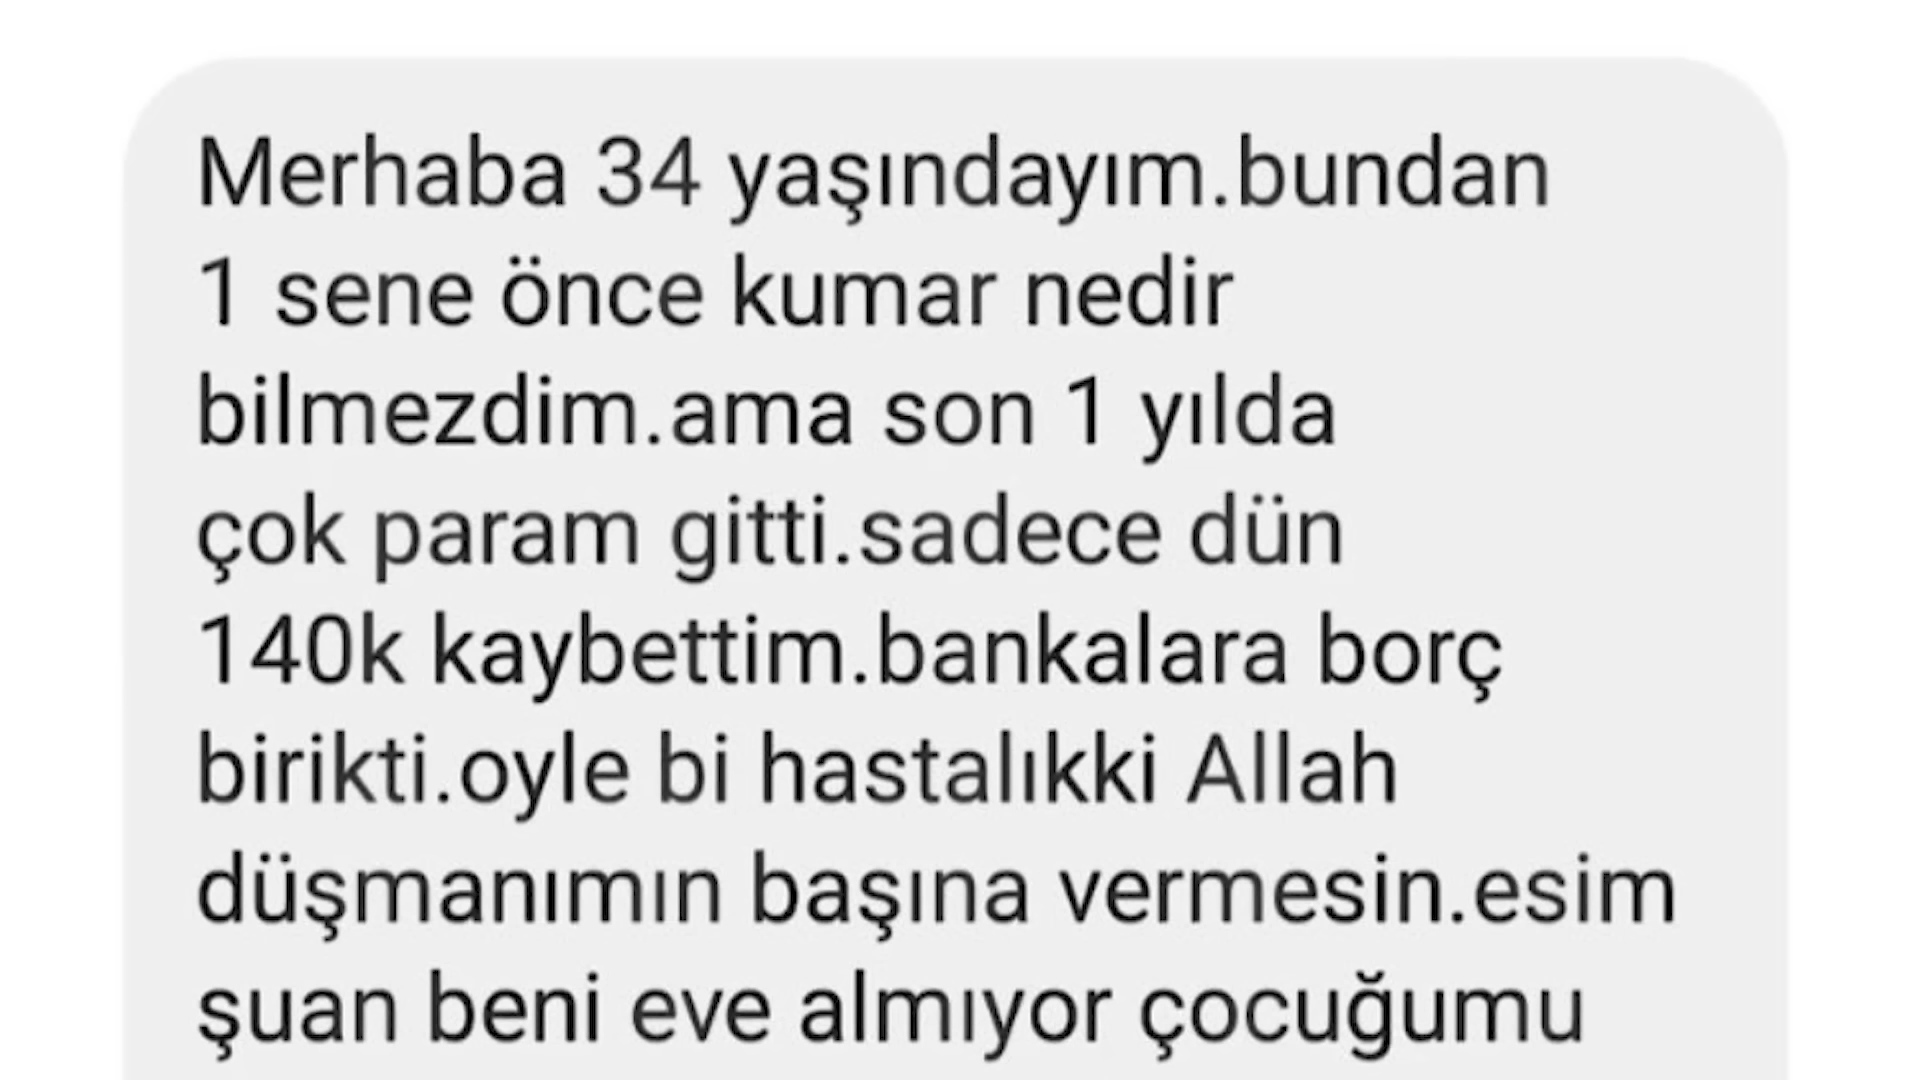 Merhaba 34 yaşındayım.bundan
1 sene önce kumar nedir
bilmezdim.ama son 1 yılda
çok param gitti.sadece dün
140k kaybettim.bankalara borç
birikti.oyle bi hastalıkki Allah
düşmanımın başına vermesin.esim
şuan beni eve almıyor çocuğumu